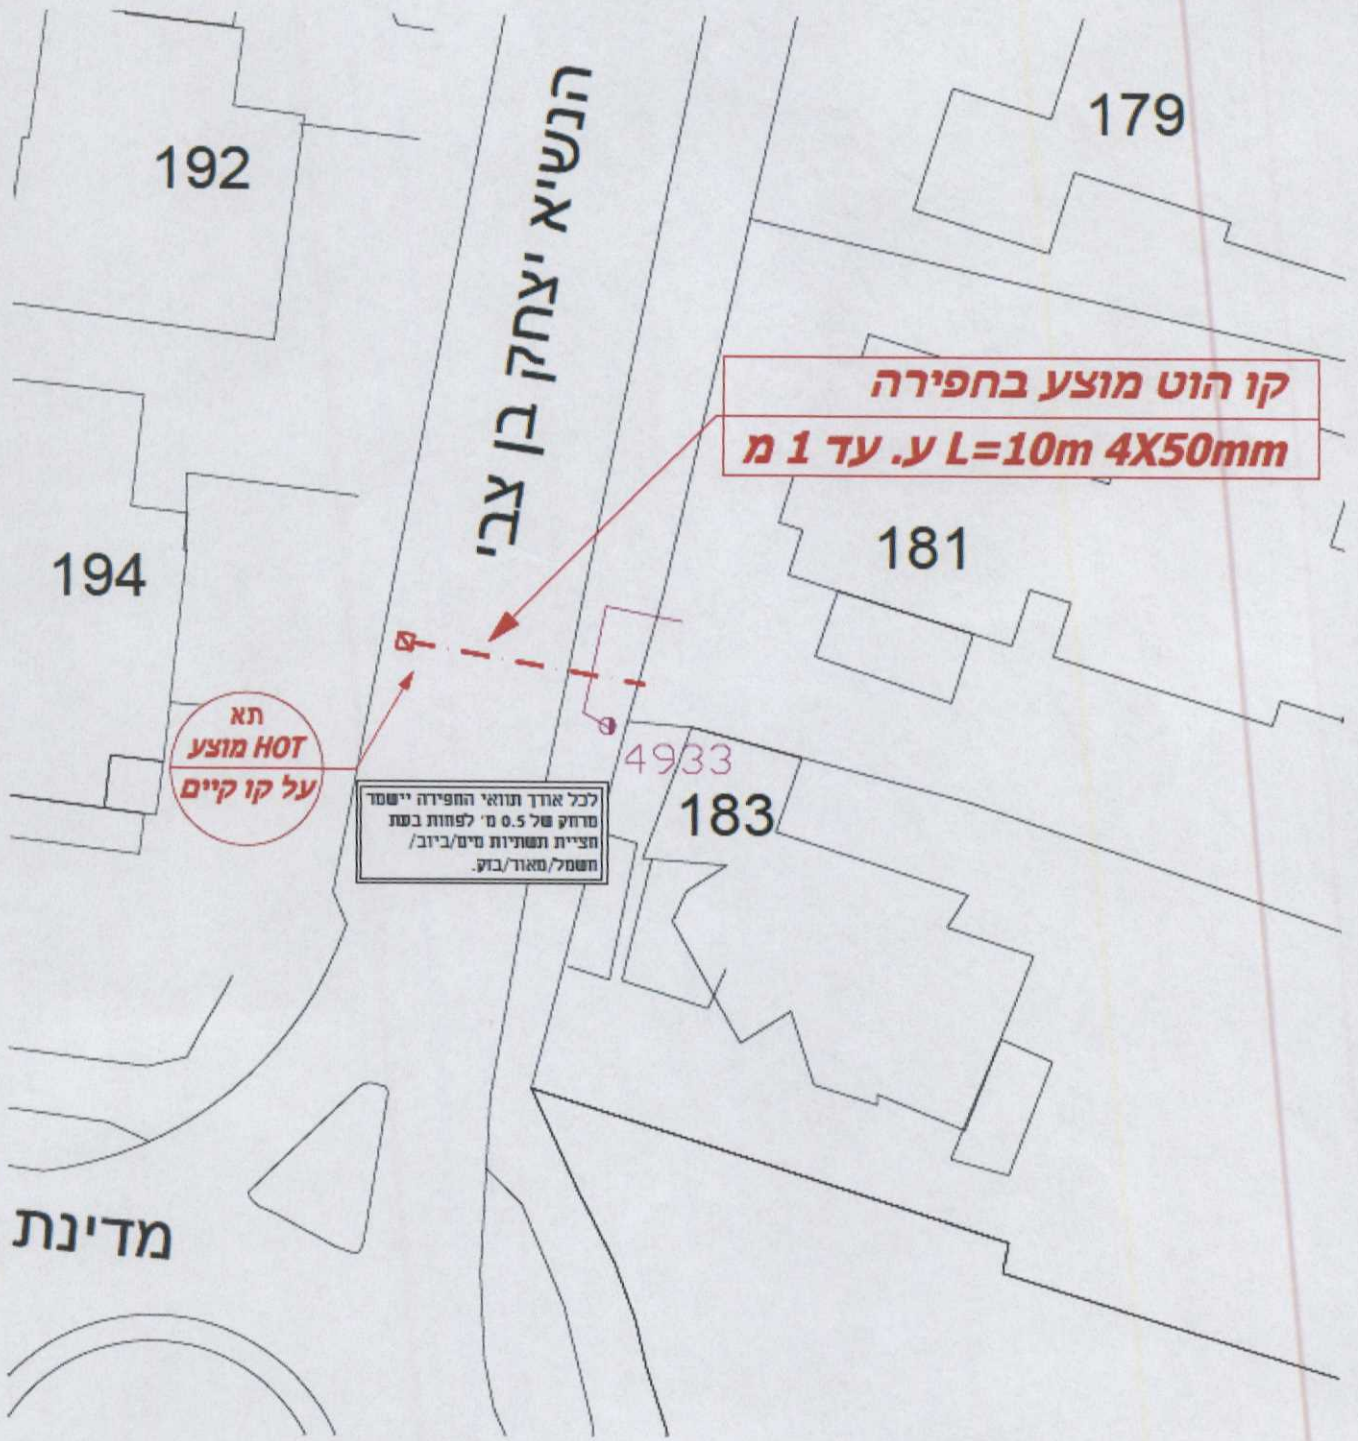 179
192
הנשיא יצחק בן צבי
קו הוט מוצע בחפירה
ע. עד 1 מ L=10m 4X50mm
181
194
תא
HOT מוצע
על קו קיים
4933
183
לכל אורך תוואי החפירה יישמר
מרחק של 0.5 מ' לפחות בעת
חציית תשתיות מים/ביוב/
חשמל/מאור/בזק.
מדינת